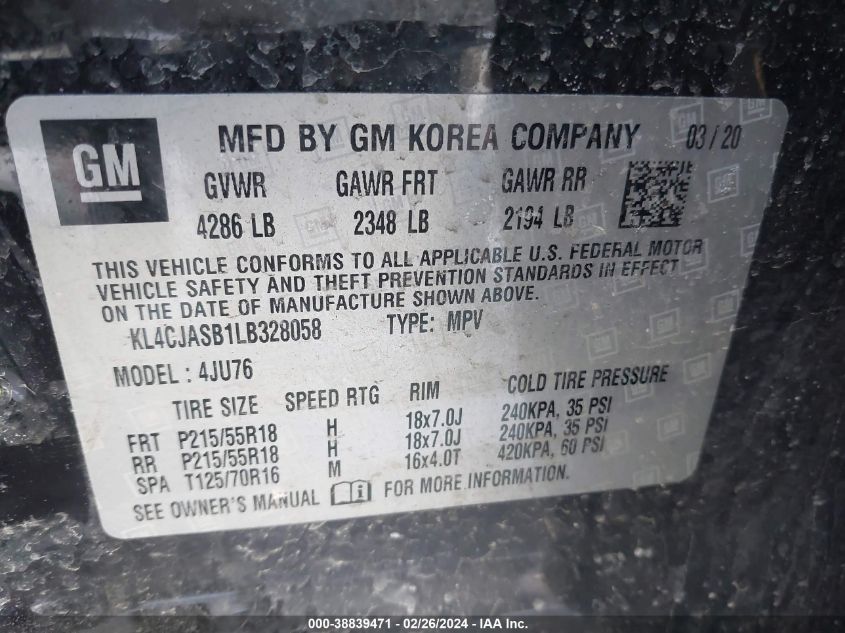 GM
MFD BY GM KOREA COMPANY 03/20
GVWR GAWR FRT GAWR RR
4286 LB 2348 LB 2194 LB
THIS VEHICLE CONFORMS TO ALL APPLICABLE U.S. FEDERAL MOTOR
VEHICLE SAFETY AND THEFT PREVENTION STANDARDS IN EFFECT
ON THE DATE OF MANUFACTURE SHOWN ABOVE.
KL4CJASB1LB328058 TYPE: MPV
MODEL : 4JU76
TIRE SIZE SPEED RTG RIM COLD TIRE PRESSURE
FRT P215/55R18 H 18x7.0J 240KPA, 35 PSI
RR P215/55R18 H 18x7.0J 240KPA, 35 PSI
SPA T125/70R16 M 16x4.0T 420KPA, 60 PSI
SEE OWNER'S MANUAL FOR MORE INFORMATION.
000-38839471 - 02/26/2024 - IAA Inc.